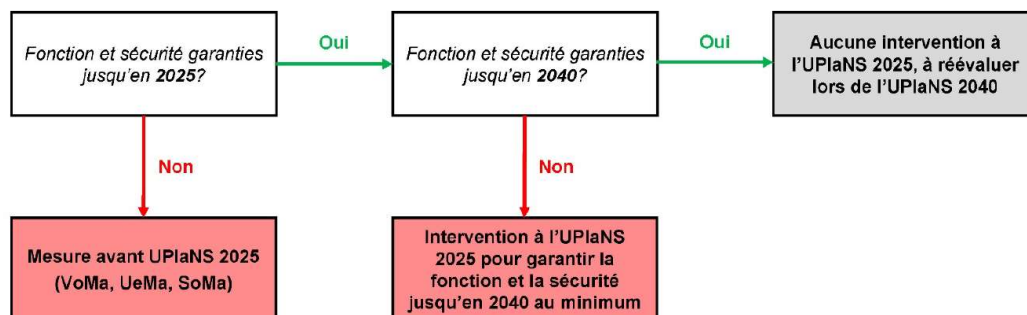 Fonction et sécurité garanties
jusqu'en 2025?
Oui
Fonction et sécurité garanties
jusqu'en 2040?
Oui
Aucune intervention à
l'UPlaNS 2025, à réévaluer
lors de l'UPlaNS 2040
Non
Non
Mesure avant UPlaNS 2025
(VoMa, UeMa, SoMa)
Intervention à l'UPlaNS
2025 pour garantir la
fonction et la sécurité
jusqu'en 2040 au minimum